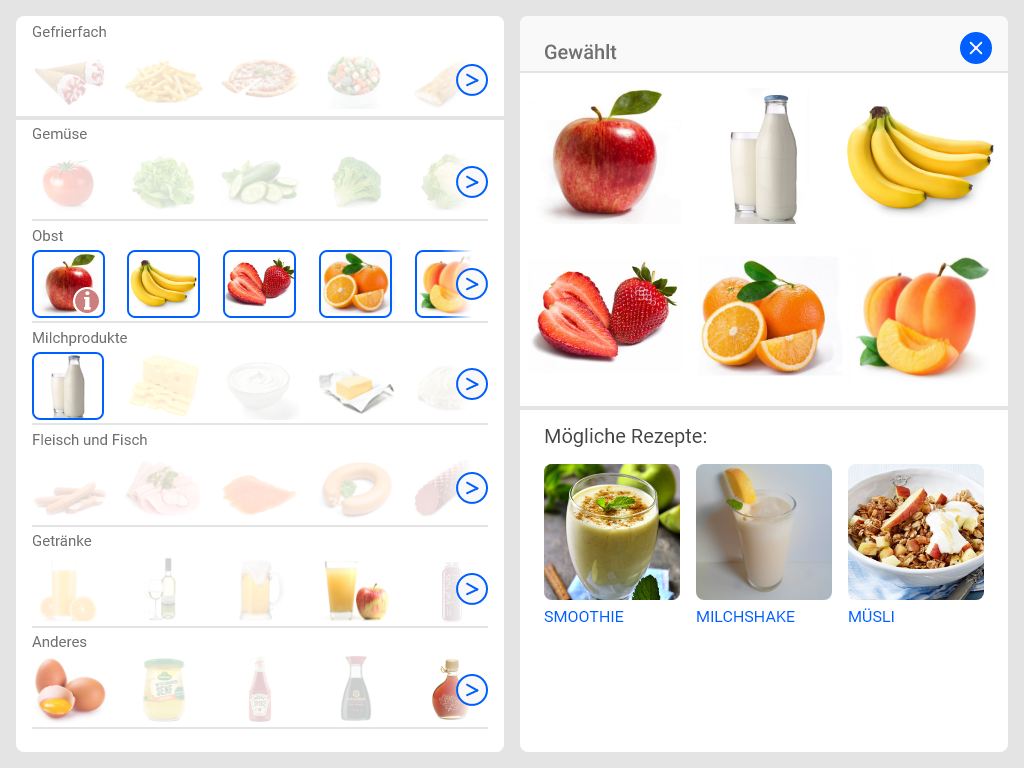 Gefrierfach
Gemüse
Obst
Milchprodukte
Fleisch und Fisch
Getränke
Anderes
Gewählt
Mögliche Rezepte:
SMOOTHIE
MILCHSHAKE
MÜSLI